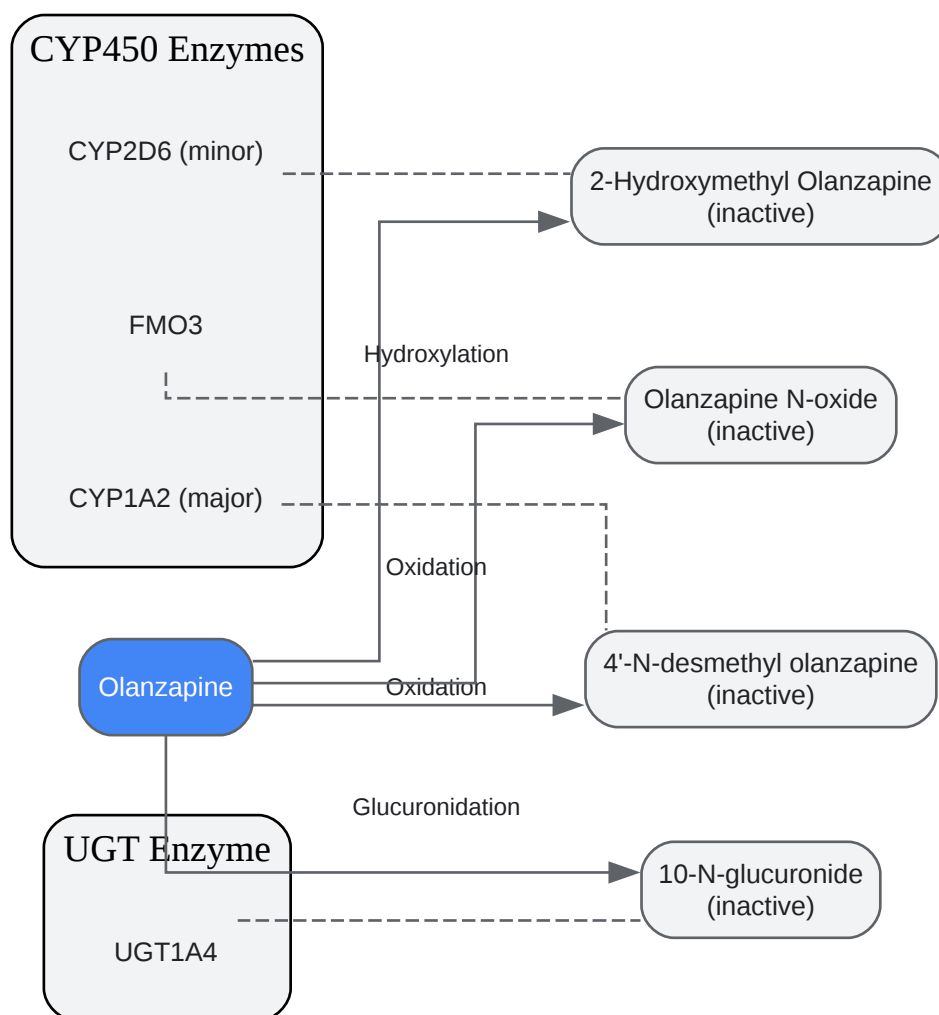 CYP450 Enzymes
CYP2D6 (minor)
2-Hydroxymethyl Olanzapine
(inactive)
FMO3
Hydroxylation
Olanzapine N-oxide
(inactive)
CYP1A2 (major)
Oxidation
Olanzapine
Oxidation
4'-N-desmethyl olanzapine
(inactive)
Glucuronidation
UGT Enzyme
10-N-glucuronide
(inactive)
UGT1A4